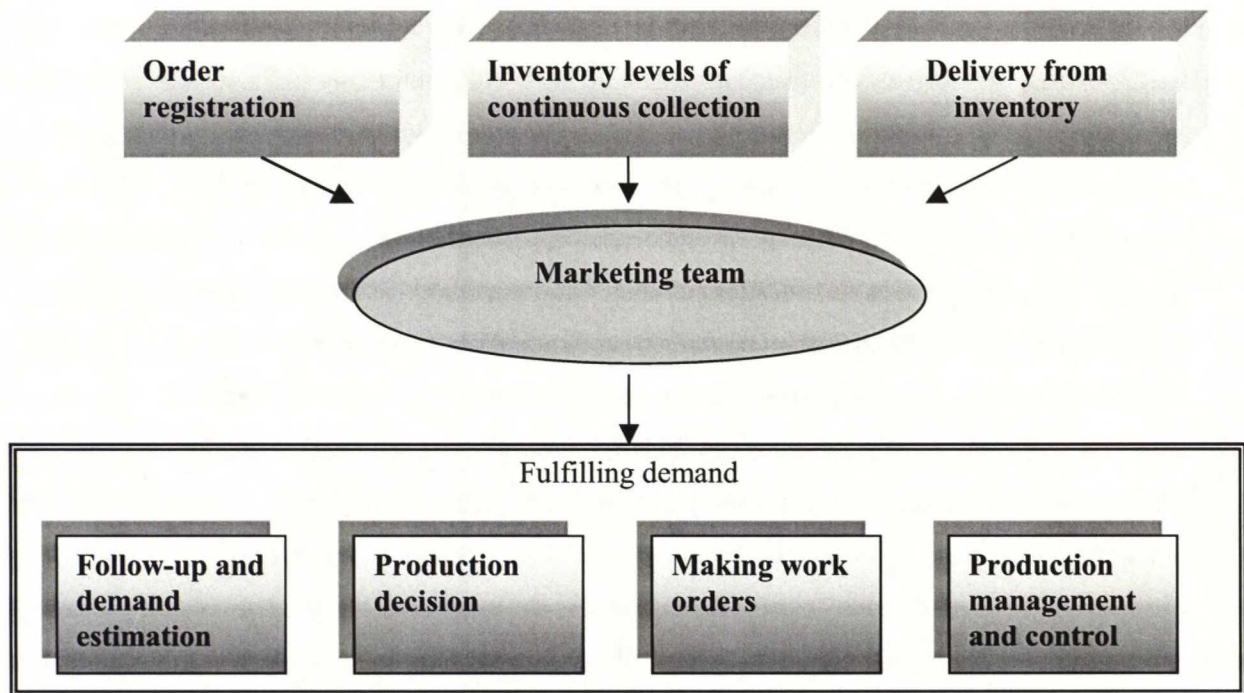 Order
registration
Inventory levels of
continuous collection
Delivery from
inventory
Marketing team
Fulfilling demand
Follow-up and
demand
estimation
Production
decision
Making work
orders
Production
management
and control